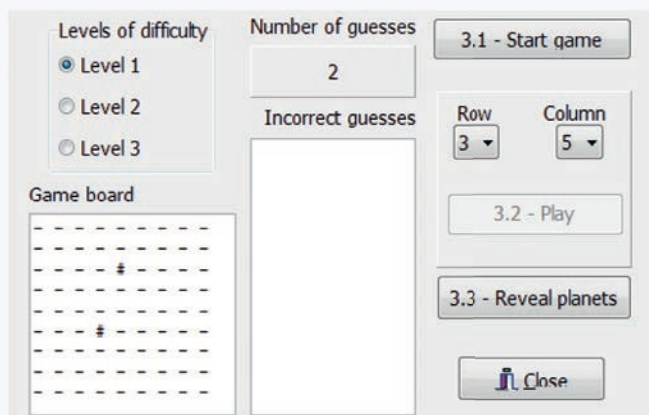 Levels of difficulty
Level 1
Level 2
Level 3
Number of guesses
2
Incorrect guesses
3.1 - Start game
Row Column
3 5
3.2 - Play
3.3 - Reveal planets
Close
Game board
- - - - - - - - -
- - - - - - - - -
- - - - # - - - -
- - - - - - - - -
- - - - - - - - -
- - - # - - - - -
- - - - - - - - -
- - - - - - - - -
- - - - - - - - -